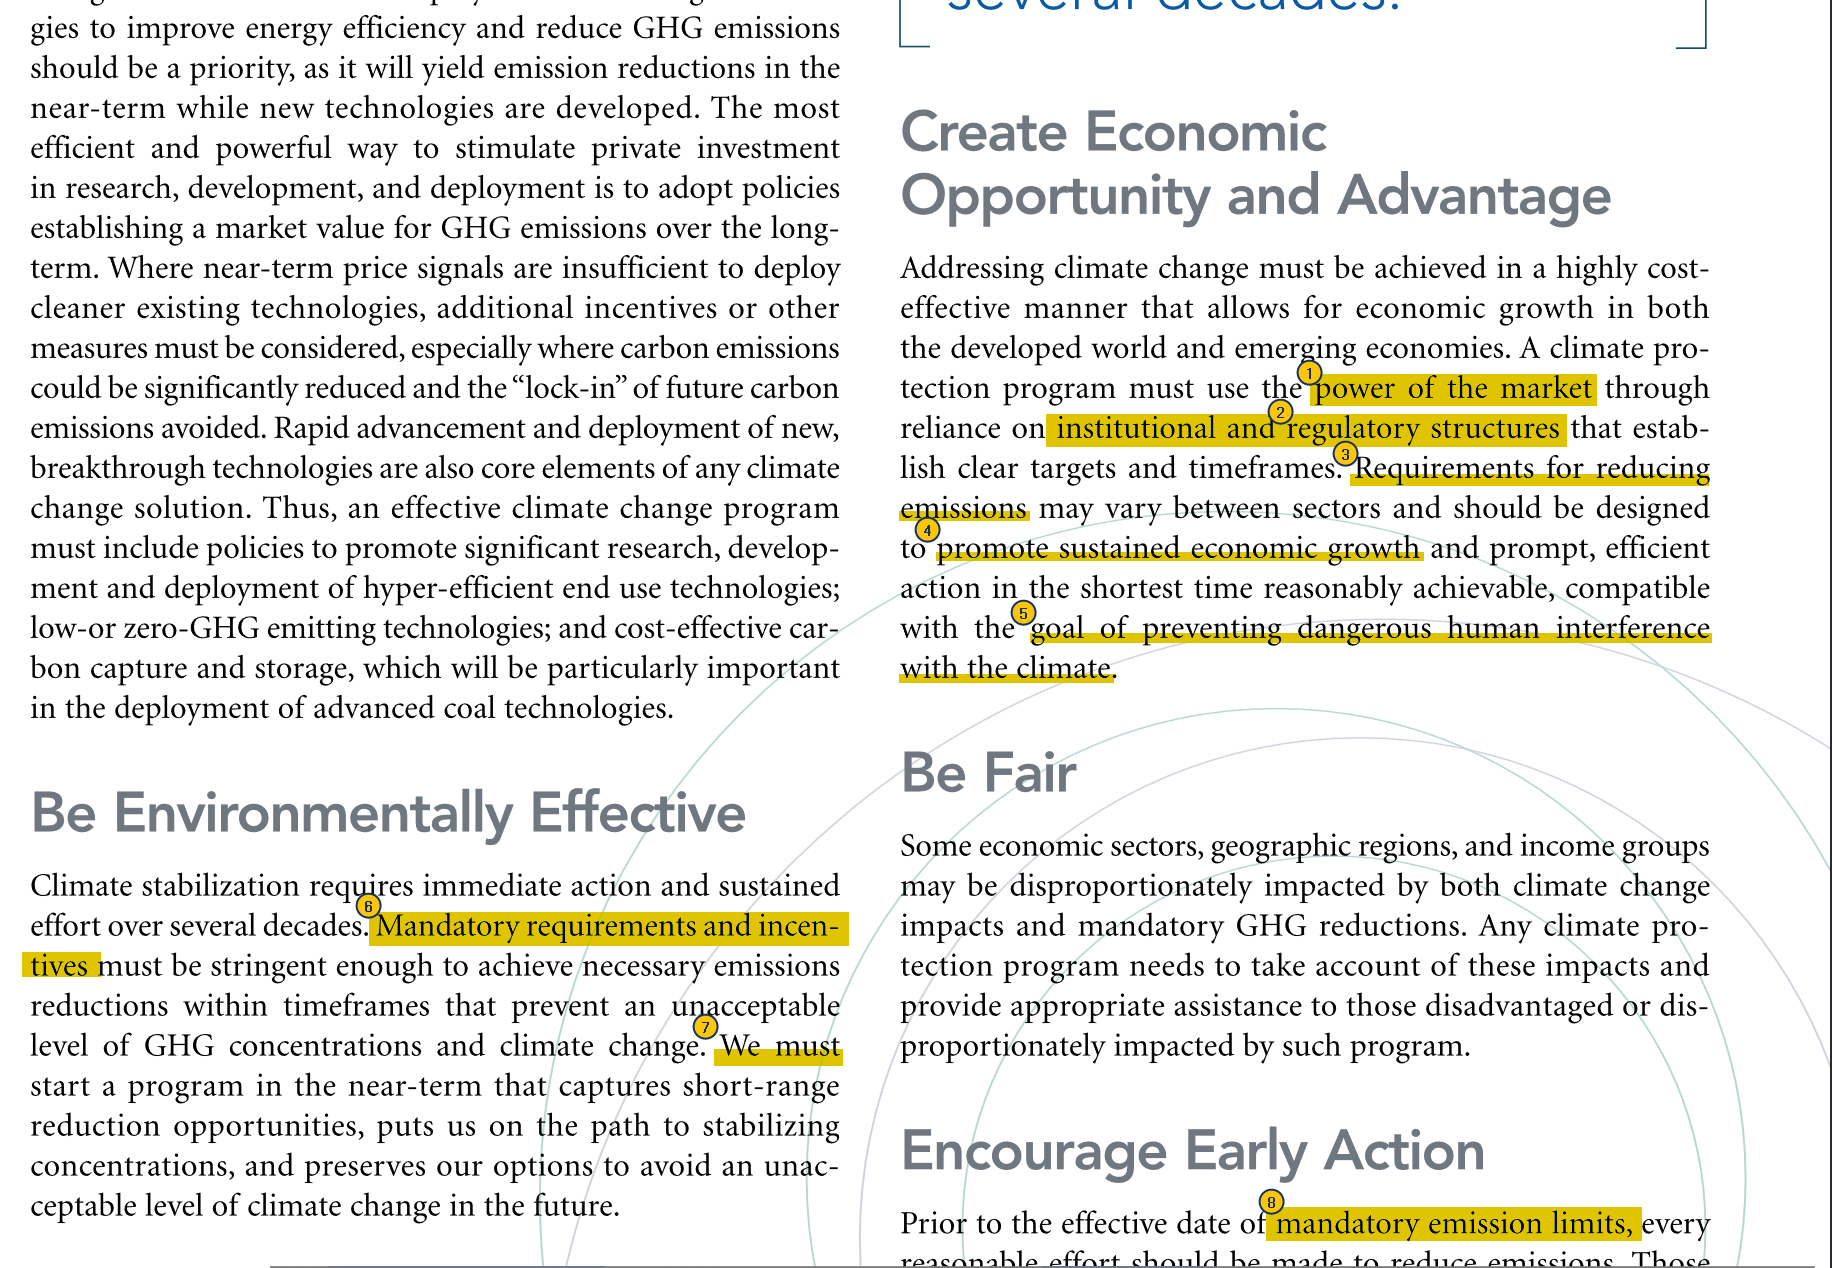 gies to improve energy efficiency and reduce GHG emissions
should be a priority, as it will yield emission reductions in the
near-term while new technologies are developed. The most
efficient and powerful way to stimulate private investment
in research, development, and deployment is to adopt policies
establishing a market value for GHG emissions over the long-
term. Where near-term price signals are insufficient to deploy
cleaner existing technologies, additional incentives or other
measures must be considered, especially where carbon emissions
could be significantly reduced and the “lock-in” of future carbon
emissions avoided. Rapid advancement and deployment of new,
breakthrough technologies are also core elements of any climate
change solution. Thus, an effective climate change program
must include policies to promote significant research, develop-
ment and deployment of hyper-efficient end use technologies;
low-or zero-GHG emitting technologies; and cost-effective car-
bon capture and storage, which will be particularly important
in the deployment of advanced coal technologies.
Be Environmentally Effective
Climate stabilization requires immediate action and sustained
6
effort over several decades. Mandatory requirements and incen-
tives must be stringent enough to achieve necessary emissions
reductions within timeframes that prevent an unacceptable
7
level of GHG concentrations and climate change. We must
start a program in the near-term that captures short-range
reduction opportunities, puts us on the path to stabilizing
concentrations, and preserves our options to avoid an unac-
ceptable level of climate change in the future.
several decades.
Create Economic
Opportunity and Advantage
Addressing climate change must be achieved in a highly cost-
effective manner that allows for economic growth in both
the developed world and emerging economies. A climate pro-
1
tection program must use the power of the market through
2
reliance on institutional and regulatory structures that estab-
3
lish clear targets and timeframes. Requirements for reducing
emissions may vary between sectors and should be designed
4
to promote sustained economic growth and prompt, efficient
action in the shortest time reasonably achievable, compatible
5
with the goal of preventing dangerous human interference
with the climate.
Be Fair
Some economic sectors, geographic regions, and income groups
may be disproportionately impacted by both climate change
impacts and mandatory GHG reductions. Any climate pro-
tection program needs to take account of these impacts and
provide appropriate assistance to those disadvantaged or dis-
proportionately impacted by such program.
Encourage Early Action
8
Prior to the effective date of mandatory emission limits, every
reasonable effort should be made to reduce emissions. Those